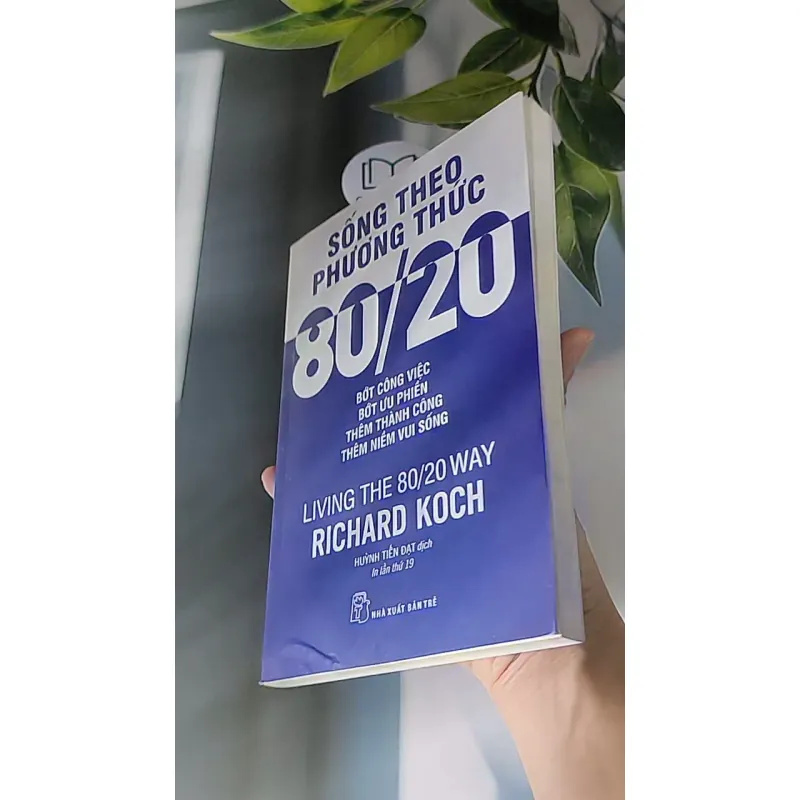 SỐNG THEO
PHƯƠNG THỨC
80/20
BỚT CÔNG VIỆC
BỚT ƯU PHIỀN
THÊM THÀNH CÔNG
THÊM NIỀM VUI SỐNG
LIVING THE 80/20 WAY
RICHARD KOCH
HUỲNH TIẾN ĐẠT dịch
In lần thứ 19
NHÀ XUẤT BẢN TRẺ